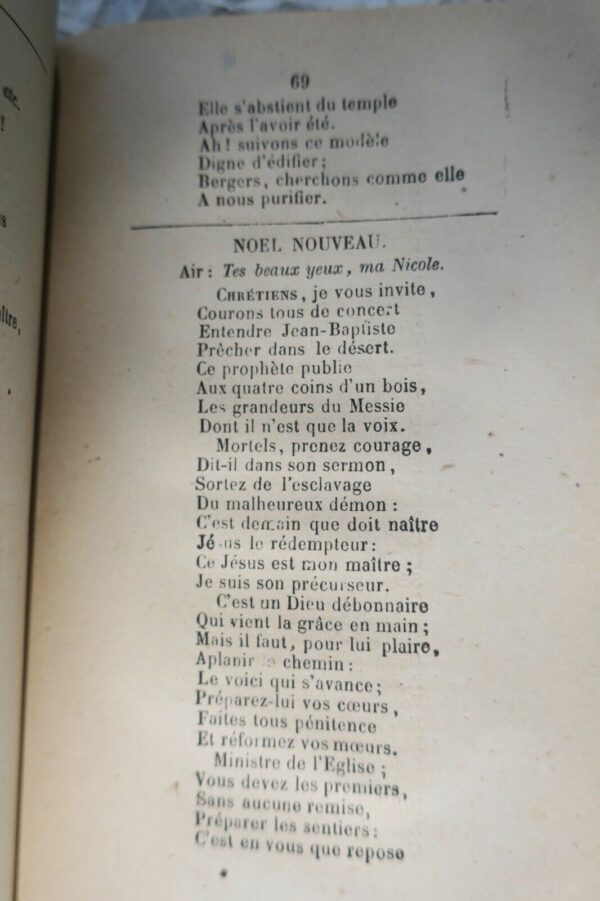 etc.
!
s
ître,
69
Elle s'abstient du temple
Après l'avoir été.
Ah! suivons ce modèle
Digne d'édifier;
Bergers, cherchons comme elle
A nous purifier.
NOEL NOUVEAU.
Air: Tes beaux yeux, ma Nicole.
CHRÉTIENS, je vous invite,
Courons tous de concert
Entendre Jean-Baptiste
Prêcher dans le désert.
Ce prophète publie
Aux quatre coins d'un bois,
Les grandeurs du Messie
Dont il n'est que la voix.
Mortels, prenez courage,
Dit-il dans son sermon,
Sortez de l'esclavage
Du malheureux démon:
C'est demain que doit naître
Jésus le rédempteur:
Ce Jésus est mon maître;
Je suis son précurseur.
C'est un Dieu débonnaire
Qui vient la grâce en main;
Mais il faut, pour lui plaire,
Aplanir le chemin:
Le voici qui s'avance;
Préparez-lui vos cœurs,
Faites tous pénitence
Et réformez vos mœurs.
Ministre de l'Eglise;
Vous devez les premiers,
Sans aucune remise,
Préparer les sentiers:
C'est en vous que repose